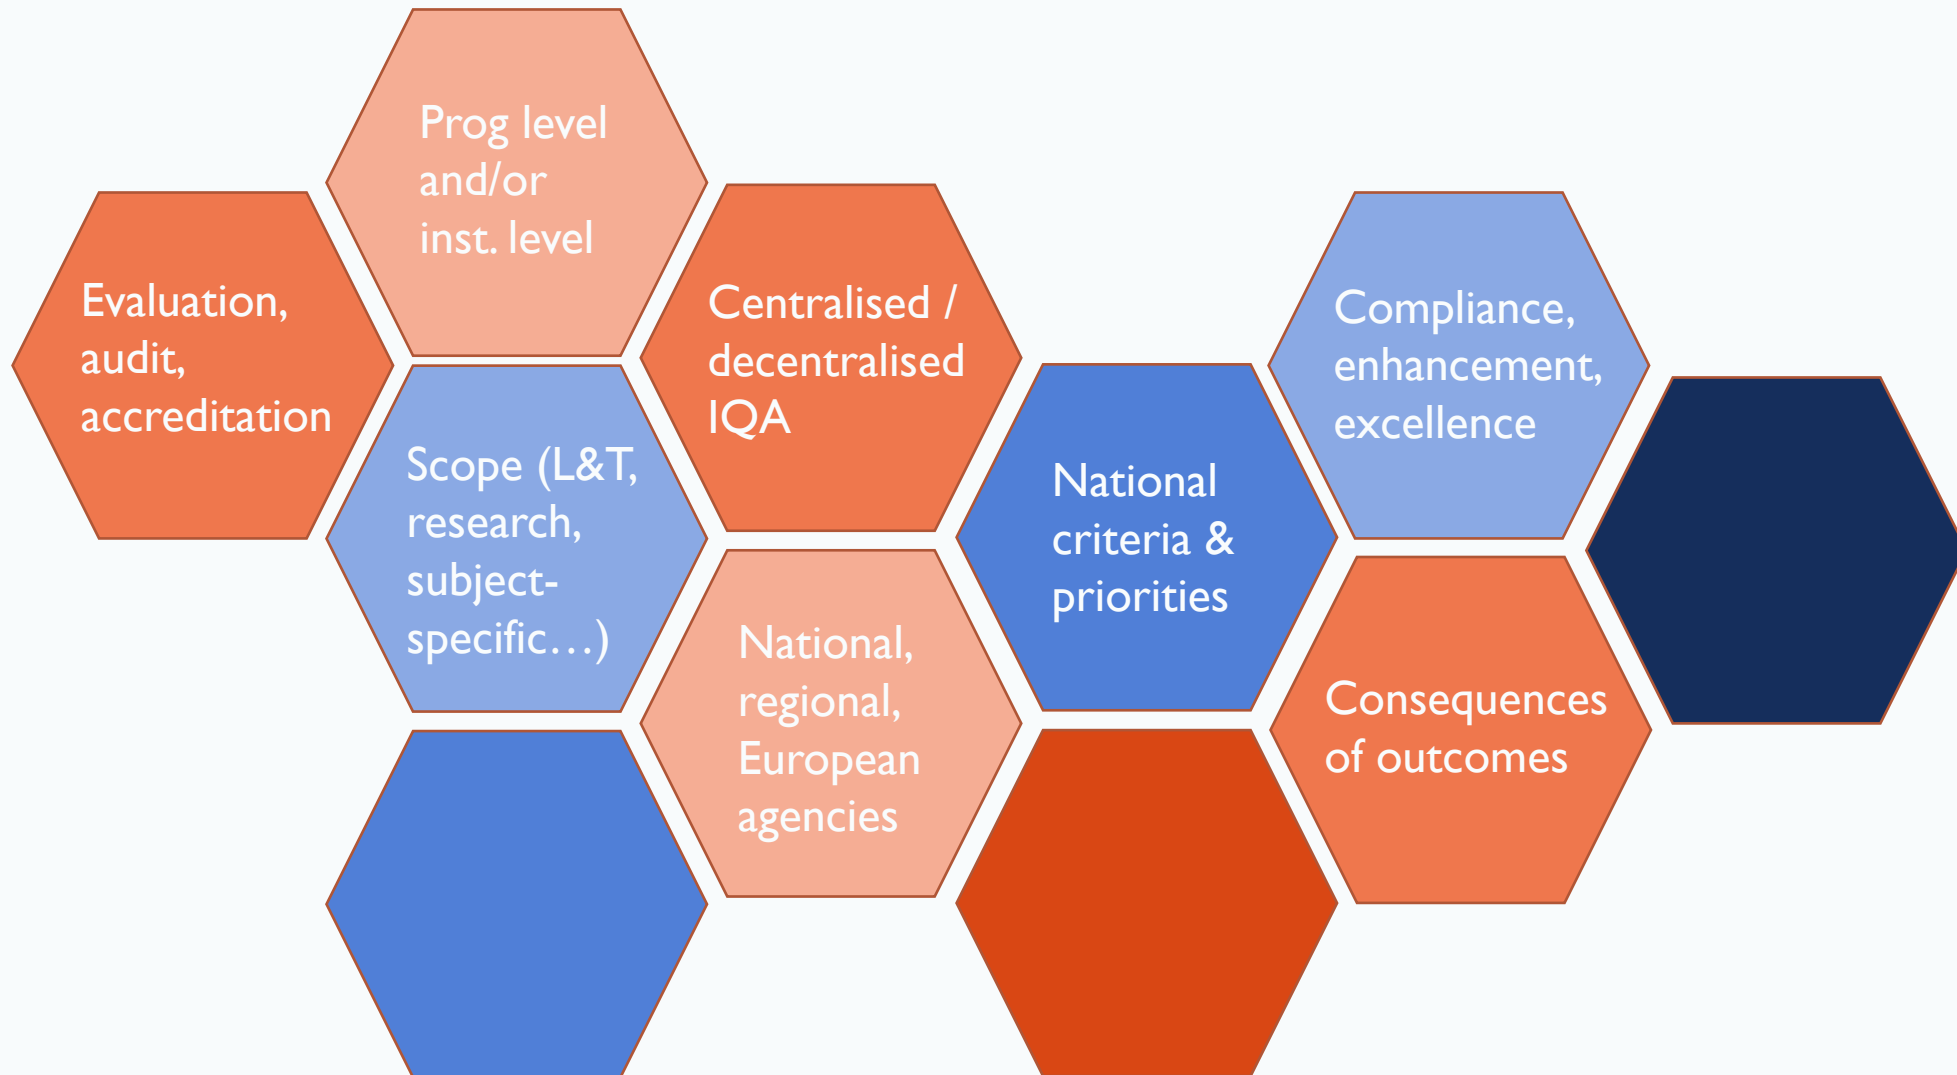 Prog level
and/or
inst. level
Evaluation,
audit,
accreditation
Centralised /
decentralised
IQA
Compliance,
enhancement,
excellence
Scope (L&T,
research,
subject-
specific…)
National
criteria &
priorities
National,
regional,
European
agencies
Consequences
of outcomes